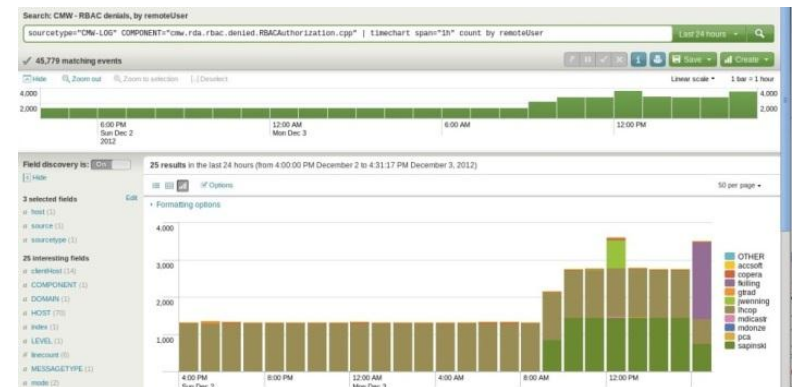 Search: CMW - RBAC denials, by remoteUser
sourcetype="CMW-LOG" COMPONENT="cmw.rda.rbac.denied.RBACAuthorization.cpp" | timechart span="1h" count by remoteUser
Last 24 hours
✓ 45,779 matching events
Save
Create
Hide
Zoom out
Zoom to selection
[..] Deselect
Linear scale
1 bar = 1 hour
4,000
2,000
4,000
2,000
6:00 PM
Sun Dec 2
2012
12:00 AM
Mon Dec 3
6:00 AM
12:00 PM
Field discovery is: On
Hide
3 selected fields
Edit
host (1)
source (1)
sourcetype (1)
25 interesting fields
clientHost (14)
COMPONENT (1)
DOMAIN (1)
HOST (70)
index (1)
LEVEL (1)
linecount (6)
MESSAGETYPE (1)
mode (2)
25 results in the last 24 hours (from 4:00:00 PM December 2 to 4:31:17 PM December 3, 2012)
Options
50 per page
Formatting options
4,000
3,000
2,000
1,000
4:00 PM
Sun Dec 2
8:00 PM
12:00 AM
Mon Dec 3
4:00 AM
8:00 AM
12:00 PM
OTHER
accsoft
copera
gtrad
jwenning
lhcop
mdicastr
mdonze
pca
sapinski